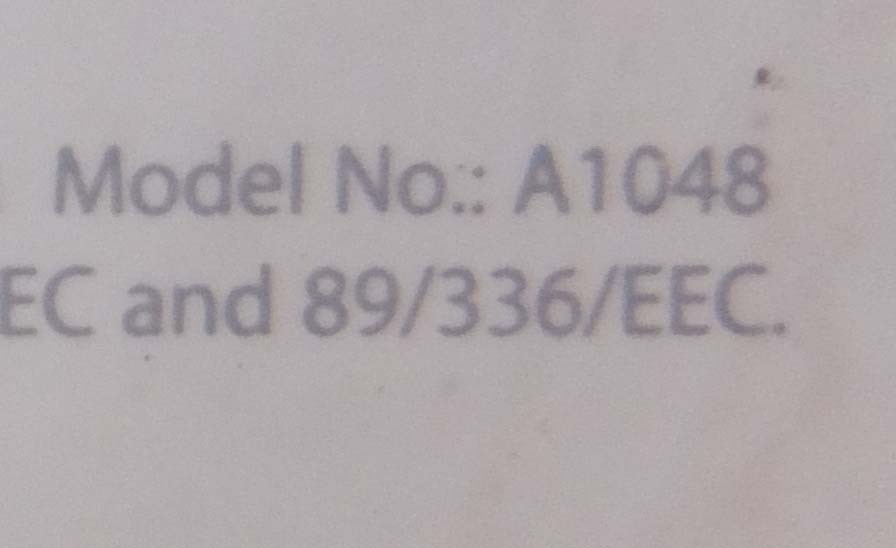 Model No.: A1048
EC and 89/336/EEC.